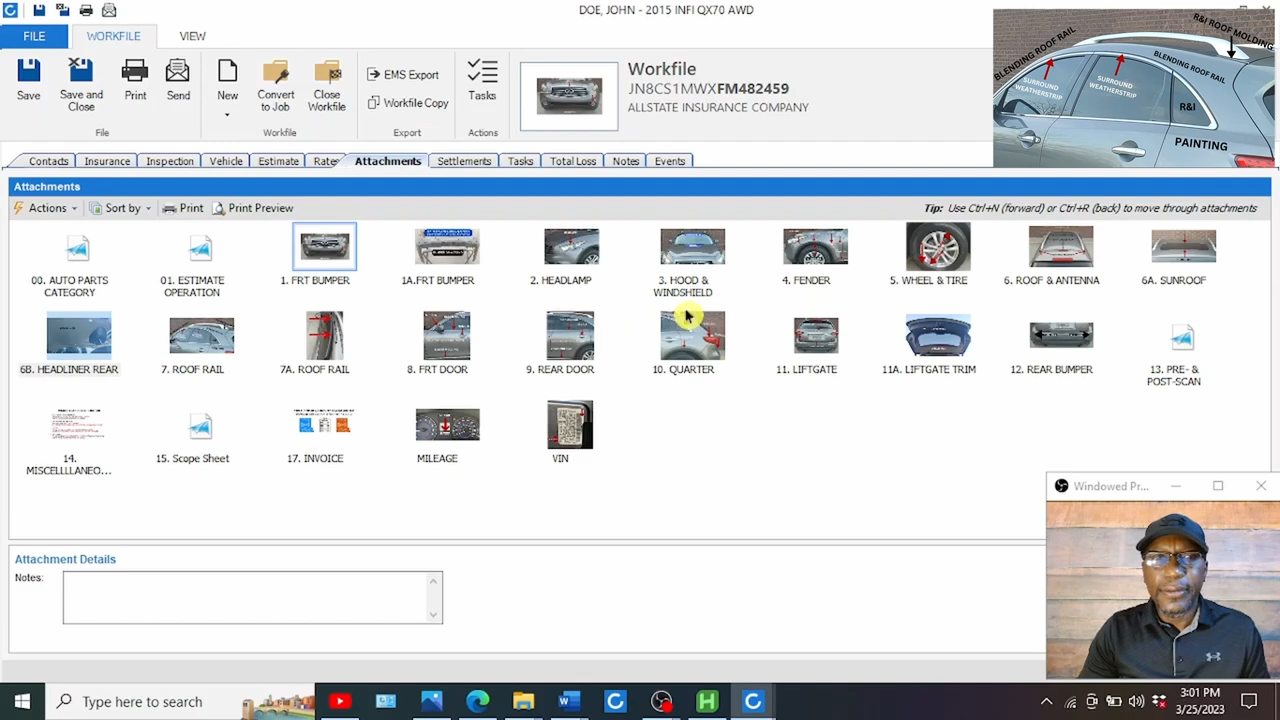 DOE, JOHN - 2015 INFI QX70 AWD
FILE
WORKFILE
VIEW
Save
Save and
Close
Print
Send
File
New
Convert
to Job
Close
Workfile
Workfile
EMS Export
Workfile Copy
Export
Tasks
Actions
Workfile
JN8CS1MWXFM482459
ALLSTATE INSURANCE COMPANY
BLENDING ROOF RAIL
R&I ROOF MOLDING
BLENDING ROOF RAIL
SURROUND
WEATHERSTRIP
SURROUND
WEATHERSTRIP
R&I
PAINTING
Contacts
Insurance
Inspection
Vehicle
Estimate
Rates
Attachments
Settlements
Tasks
Total Loss
Notes
Events
Attachments
Actions
Sort by
Print
Print Preview
Tip: Use Ctrl+N (forward) or Ctrl+R (back) to move through attachments
00. AUTO PARTS
CATEGORY
01. ESTIMATE
OPERATION
1. FRT BUMPER
1A.FRT BUMPER
2. HEADLAMP
3. HOOD &
WINDSHIELD
4. FENDER
5. WHEEL & TIRE
6. ROOF & ANTENNA
6A. SUNROOF
6B. HEADLINER REAR
7. ROOF RAIL
7A. ROOF RAIL
8. FRT DOOR
9. REAR DOOR
10. QUARTER
11. LIFTGATE
11A. LIFTGATE TRIM
12. REAR BUMPER
13. PRE- &
POST-SCAN
14.
MISCELLLANEO...
15. Scope Sheet
17. INVOICE
MILEAGE
VIN
Attachment Details
Notes:
Windowed Pr...
Type here to search
3:01 PM
3/25/2023